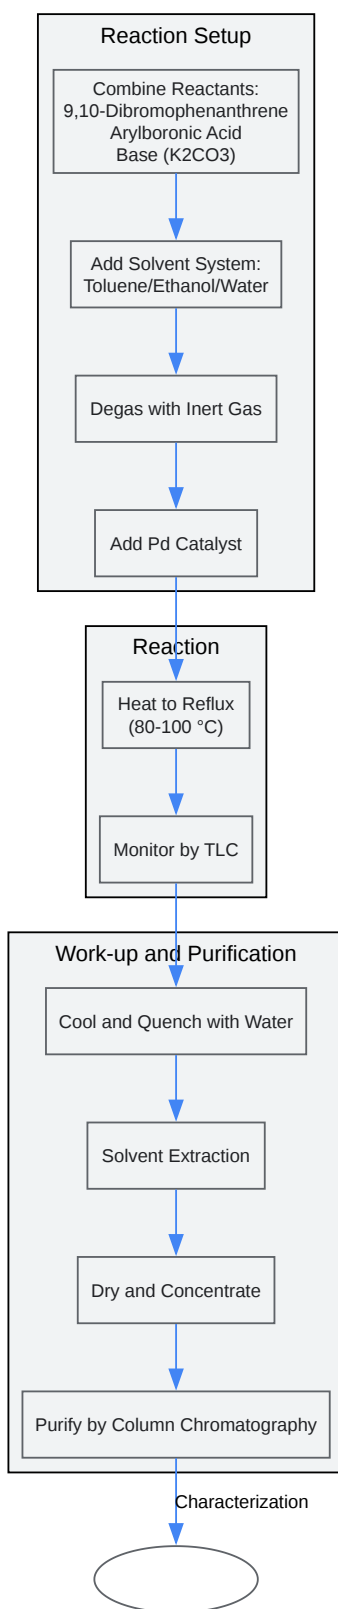 Reaction Setup
Combine Reactants:
9,10-Dibromophenanthrene
Arylboronic Acid
Base (K2CO3)
Add Solvent System:
Toluene/Ethanol/Water
Degas with Inert Gas
Add Pd Catalyst
Reaction
Heat to Reflux
(80-100 °C)
Monitor by TLC
Work-up and Purification
Cool and Quench with Water
Solvent Extraction
Dry and Concentrate
Purify by Column Chromatography
Characterization